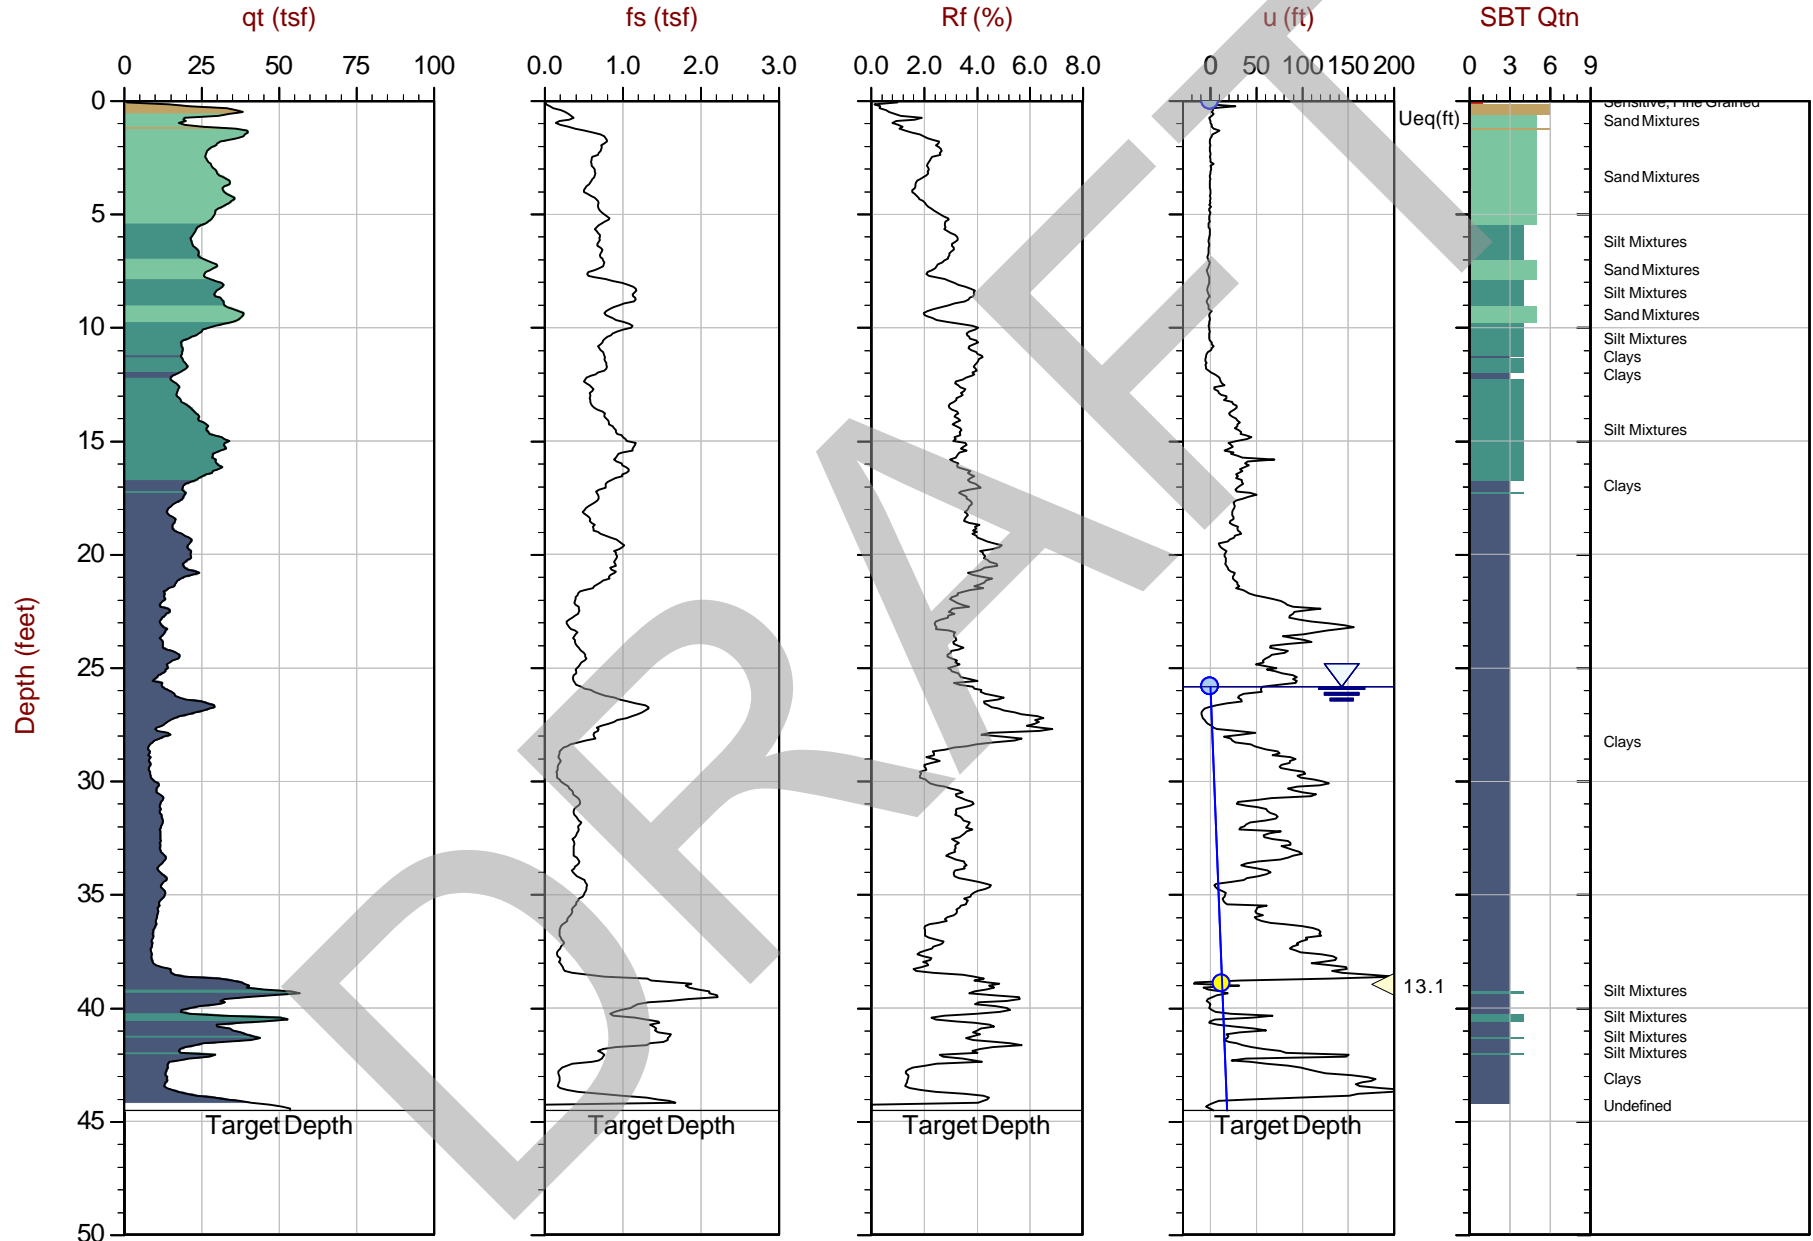 qt (tsf) fs (tsf) Rf (%) u (ft) SBT Qtn
0 25 50 75 100 0.0 1.0 2.0 3.0 0.0 2.0 4.0 6.0 8.0 0 50 100 150 200 0 3 6 9
0
Sensitive, Fine Grained
Ueq(ft)
Sand Mixtures
Sand Mixtures
5
Silt Mixtures
Sand Mixtures
Silt Mixtures
Sand Mixtures
10
Silt Mixtures
Clays
Clays
Silt Mixtures
15
Clays
20
25
Depth (feet)
Clays
30
35
13.1
Silt Mixtures
40
Silt Mixtures
Silt Mixtures
Silt Mixtures
Clays
Undefined
45
Target Depth Target Depth Target Depth Target Depth
50
DRAFT